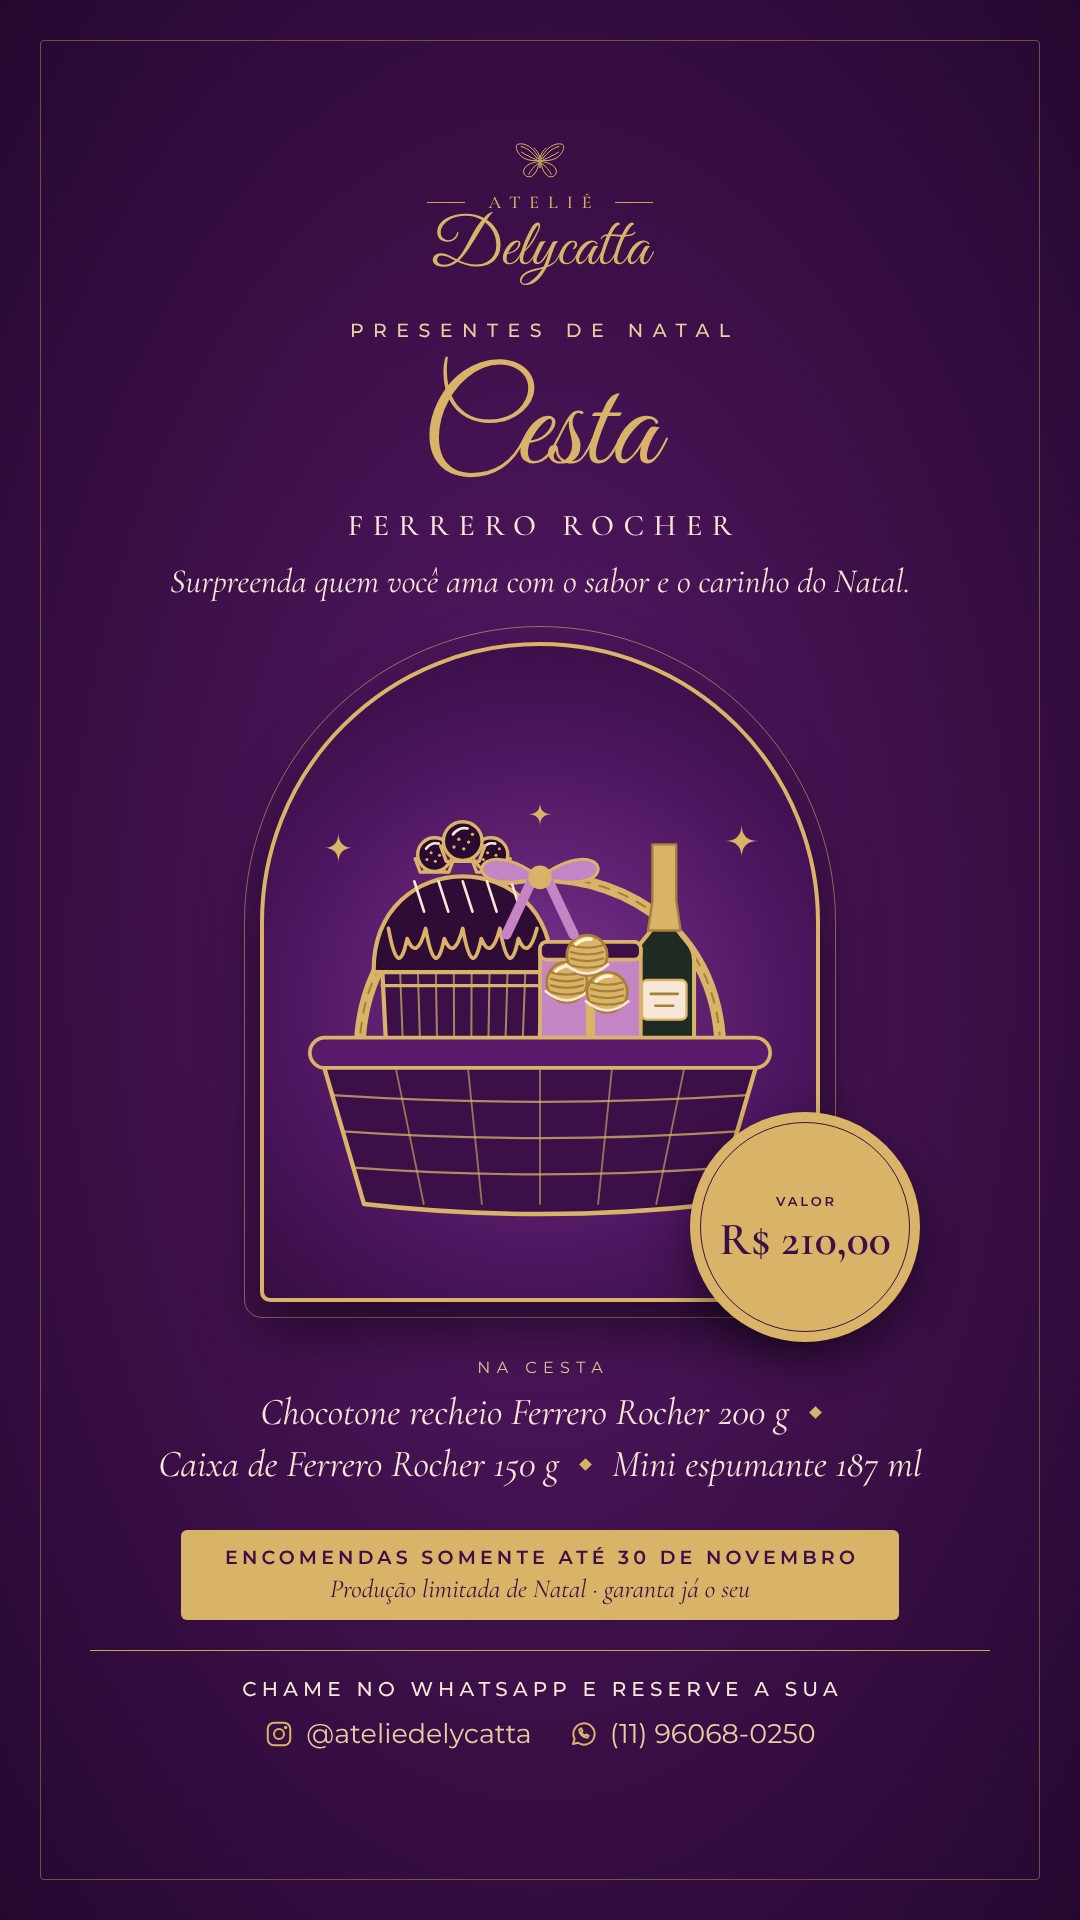 ATELIÊ
Delycatta
PRESENTES DE NATAL
Cesta
FERRERO ROCHER
Surpreenda quem você ama com o sabor e o carinho do Natal.
VALOR
R$ 210,00
NA CESTA
Chocotone recheio Ferrero Rocher 200 g ◆
Caixa de Ferrero Rocher 150 g ◆ Mini espumante 187 ml
ENCOMENDAS SOMENTE ATÉ 30 DE NOVEMBRO
Produção limitada de Natal · garanta já o seu
CHAME NO WHATSAPP E RESERVE A SUA
@ateliedelycatta (11) 96068-0250